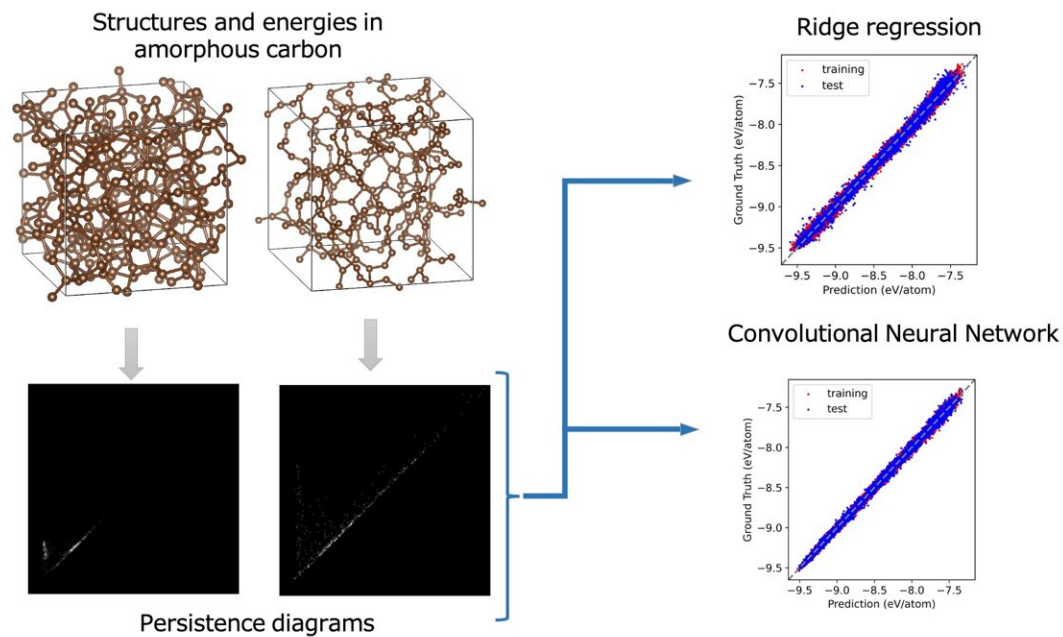 Structures and energies in
amorphous carbon
Persistence diagrams
Ridge regression
training
test
Ground Truth (eV/atom)
−7.5
−8.0
−8.5
−9.0
−9.5
−9.5 −9.0 −8.5 −8.0 −7.5
Prediction (eV/atom)
Convolutional Neural Network
training
test
Ground Truth (eV/atom)
−7.5
−8.0
−8.5
−9.0
−9.5
−9.5 −9.0 −8.5 −8.0 −7.5
Prediction (eV/atom)